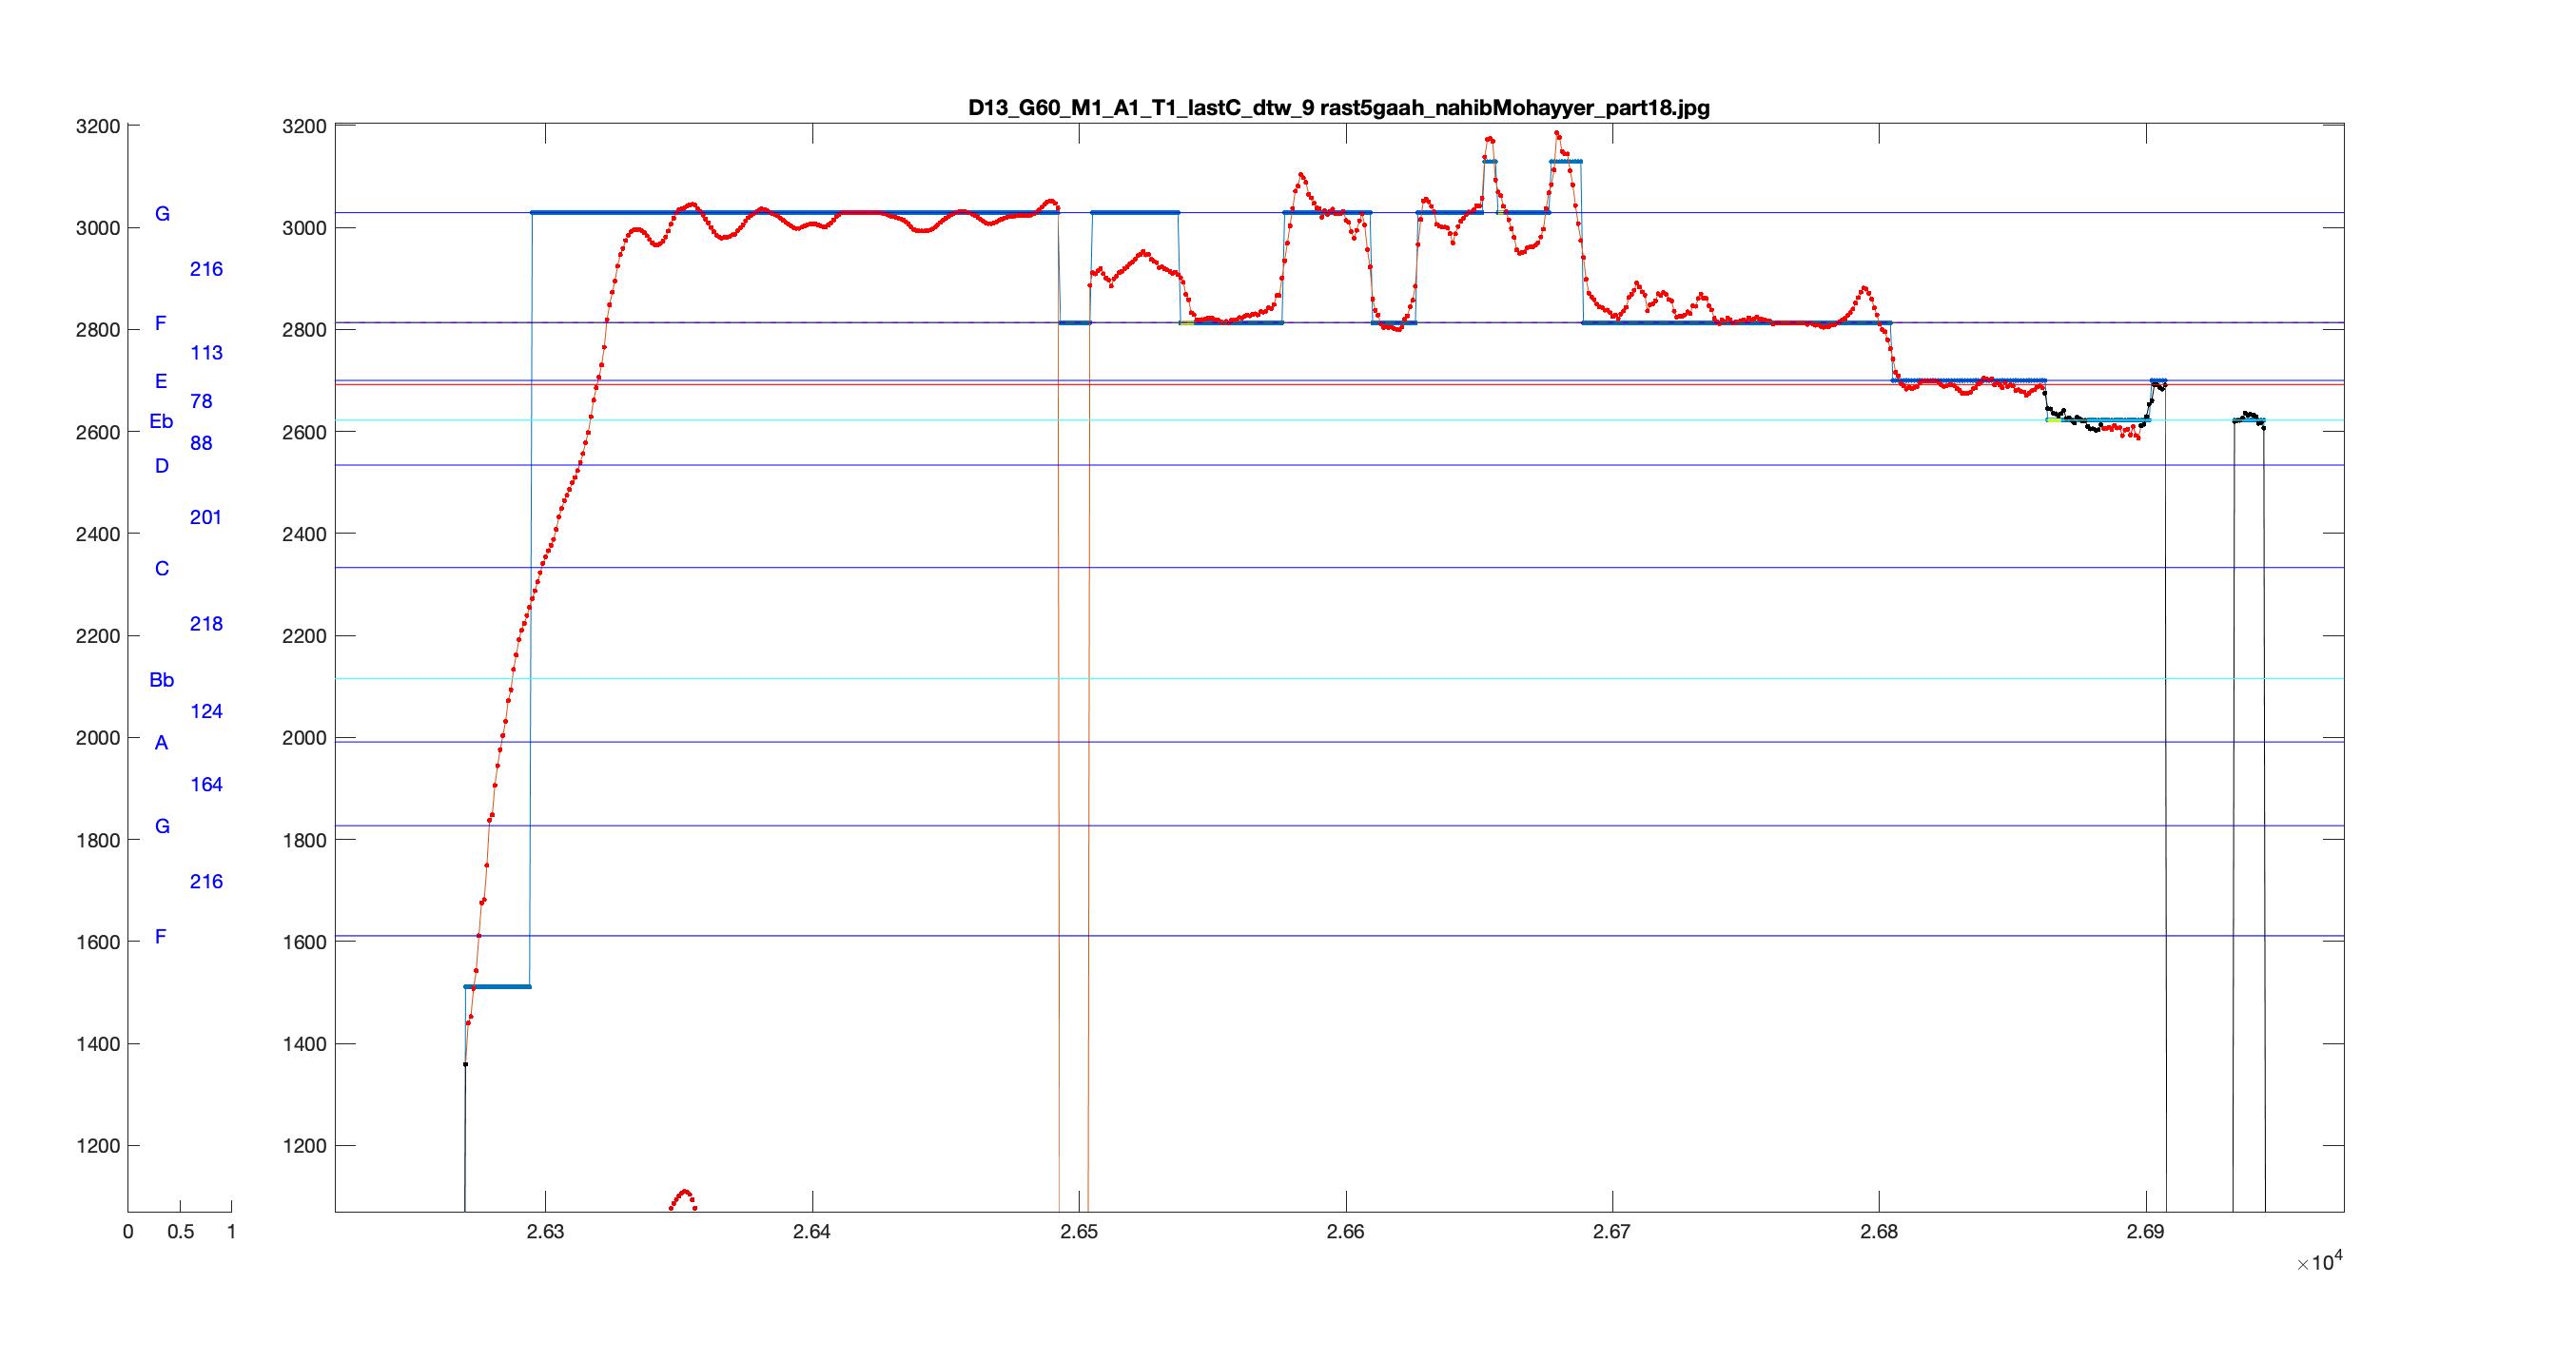 D13_G60_M1_A1_T1_lastC_dtw_9 rast5gaah_nahibMohayyer_part18.jpg
3200 3200
G
3000 3000
216
F
2800 2800
113
E
78
Eb
2600 2600
88
D
2400 201 2400
C
2200 218 2200
Bb
124
2000 A 2000
164
1800 G 1800
216
1600 F 1600
1400 1400
1200 1200
0 0.5 1 2.63 2.64 2.65 2.66 2.67 2.68 2.69
×10^4